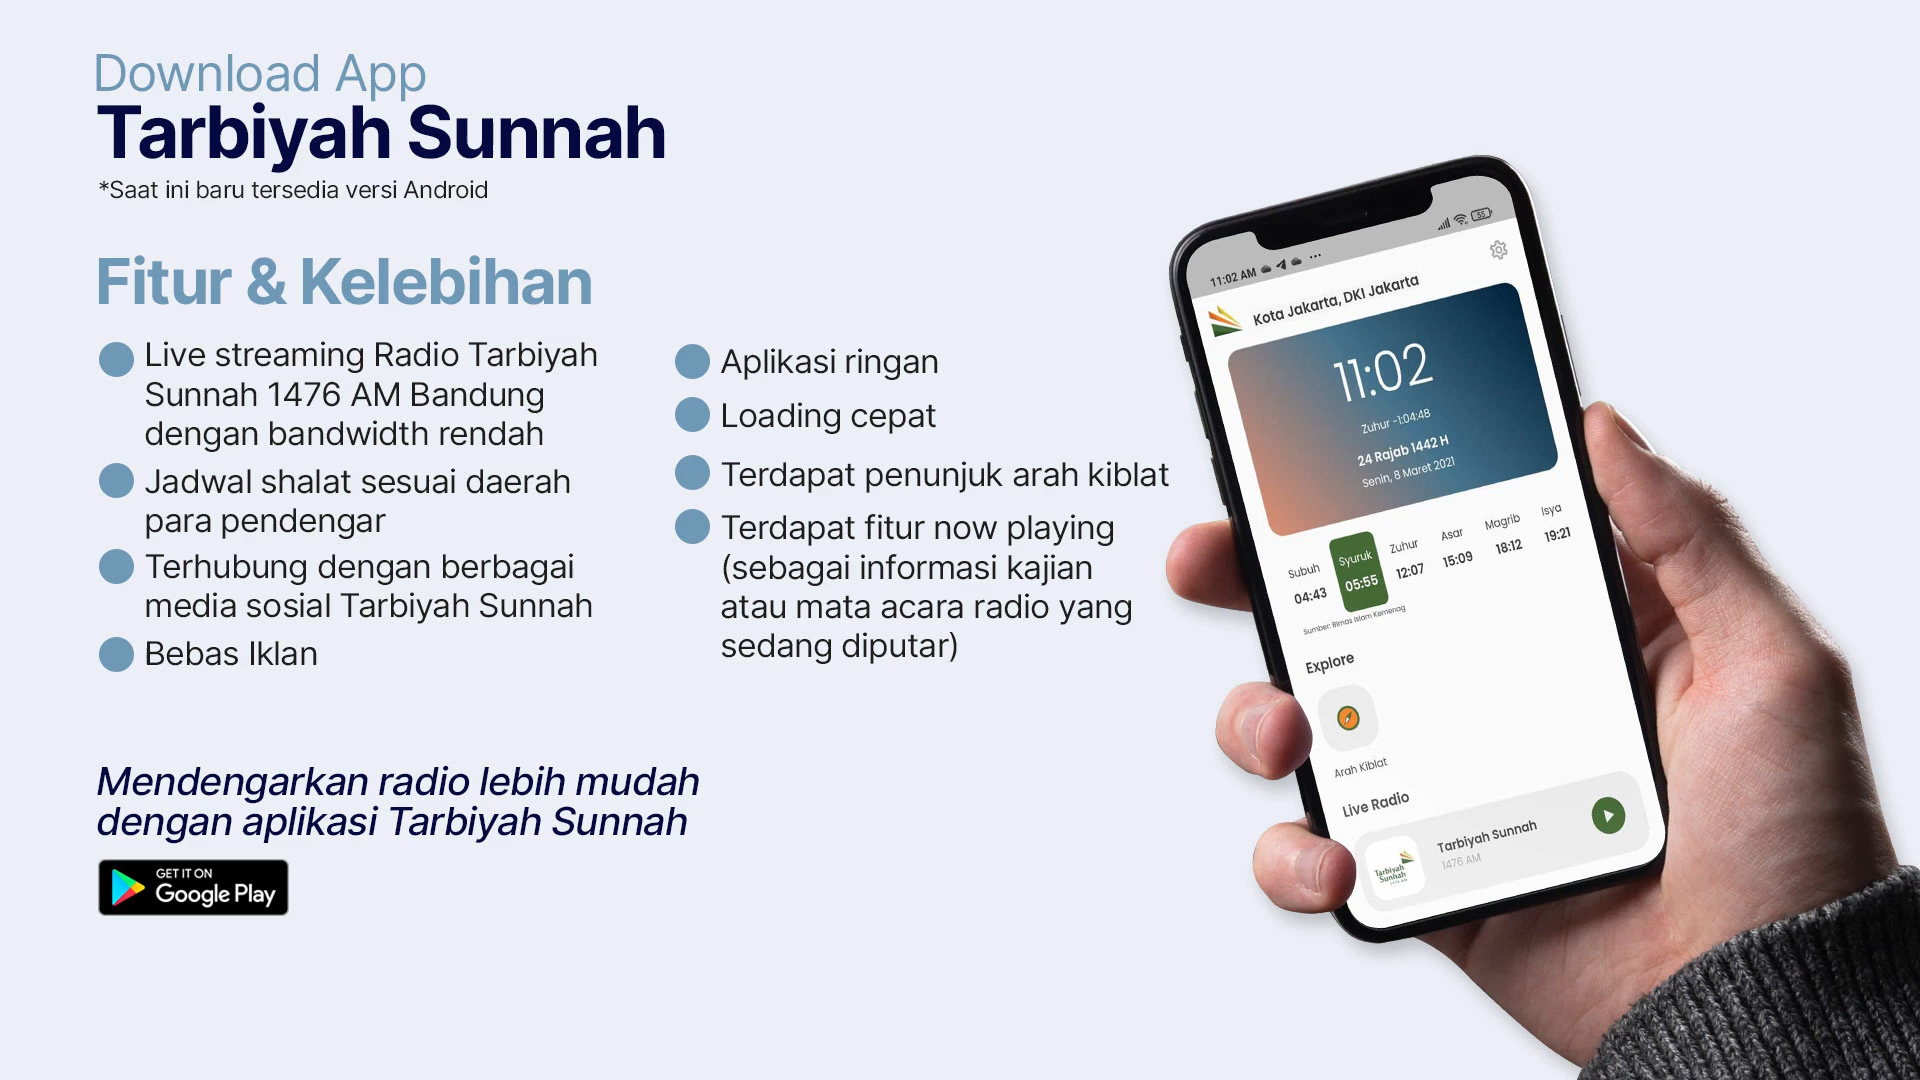 Download App
Tarbiyah Sunnah
*Saat ini baru tersedia versi Android
Fitur & Kelebihan
Live streaming Radio Tarbiyah
Sunnah 1476 AM Bandung
dengan bandwidth rendah
Jadwal shalat sesuai daerah
para pendengar
Terhubung dengan berbagai
media sosial Tarbiyah Sunnah
Bebas Iklan
Aplikasi ringan
Loading cepat
Terdapat penunjuk arah kiblat
Terdapat fitur now playing
(sebagai informasi kajian
atau mata acara radio yang
sedang diputar)
Mendengarkan radio lebih mudah
dengan aplikasi Tarbiyah Sunnah
GET IT ON
Google Play
11:02 AM
55
Kota Jakarta, DKI Jakarta
11:02
Zuhur -1:04:48
24 Rajab 1442 H
Senin, 8 Maret 2021
Subuh Syuruk Zuhur Asar Magrib Isya
04:43 05:55 12:07 15:09 18:12 19:21
Sumber: Bimas Islam Kemenag
Explore
Arah Kiblat
Live Radio
Tarbiyah
Sunnah
1476 AM
Tarbiyah Sunnah
1476 AM